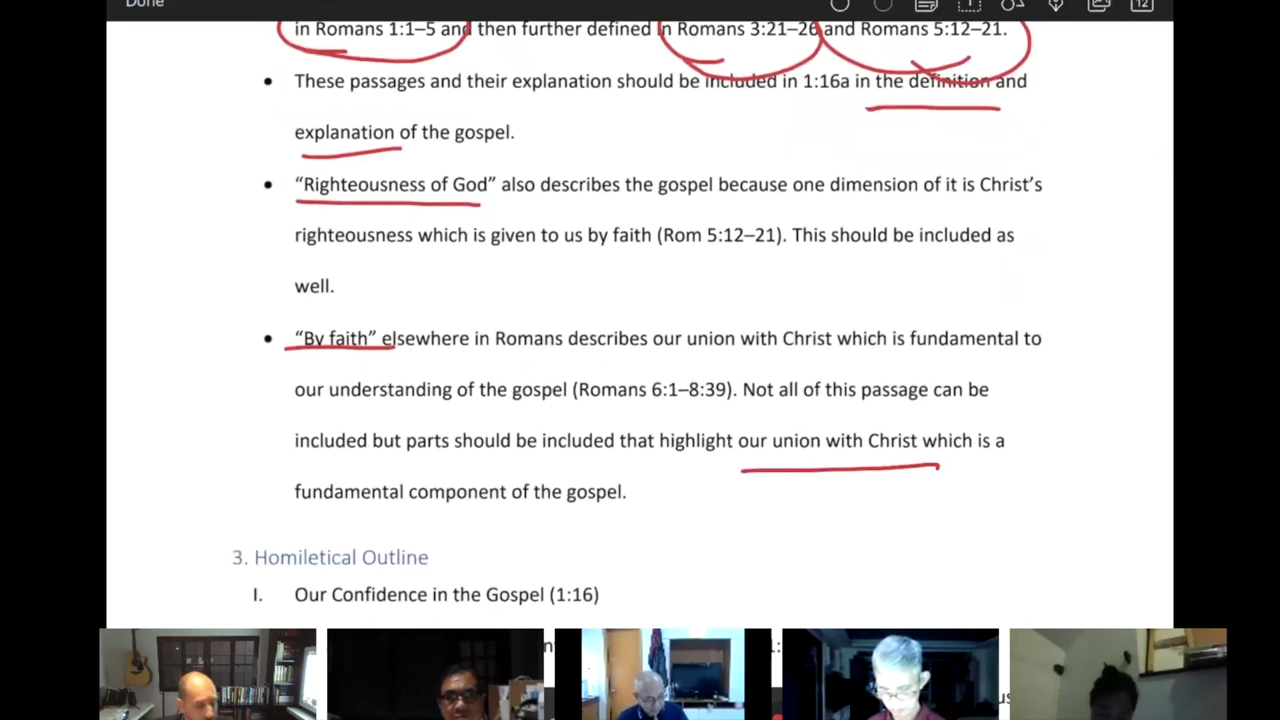 Done
in Romans 1:1–5 and then further defined in Romans 3:21–26 and Romans 5:12–21.
• These passages and their explanation should be included in 1:16a in the definition and
explanation of the gospel.
• “Righteousness of God” also describes the gospel because one dimension of it is Christ’s
righteousness which is given to us by faith (Rom 5:12–21). This should be included as
well.
• “By faith” elsewhere in Romans describes our union with Christ which is fundamental to
our understanding of the gospel (Romans 6:1–8:39). Not all of this passage can be
included but parts should be included that highlight our union with Christ which is a
fundamental component of the gospel.
3. Homiletical Outline
I. Our Confidence in the Gospel (1:16)